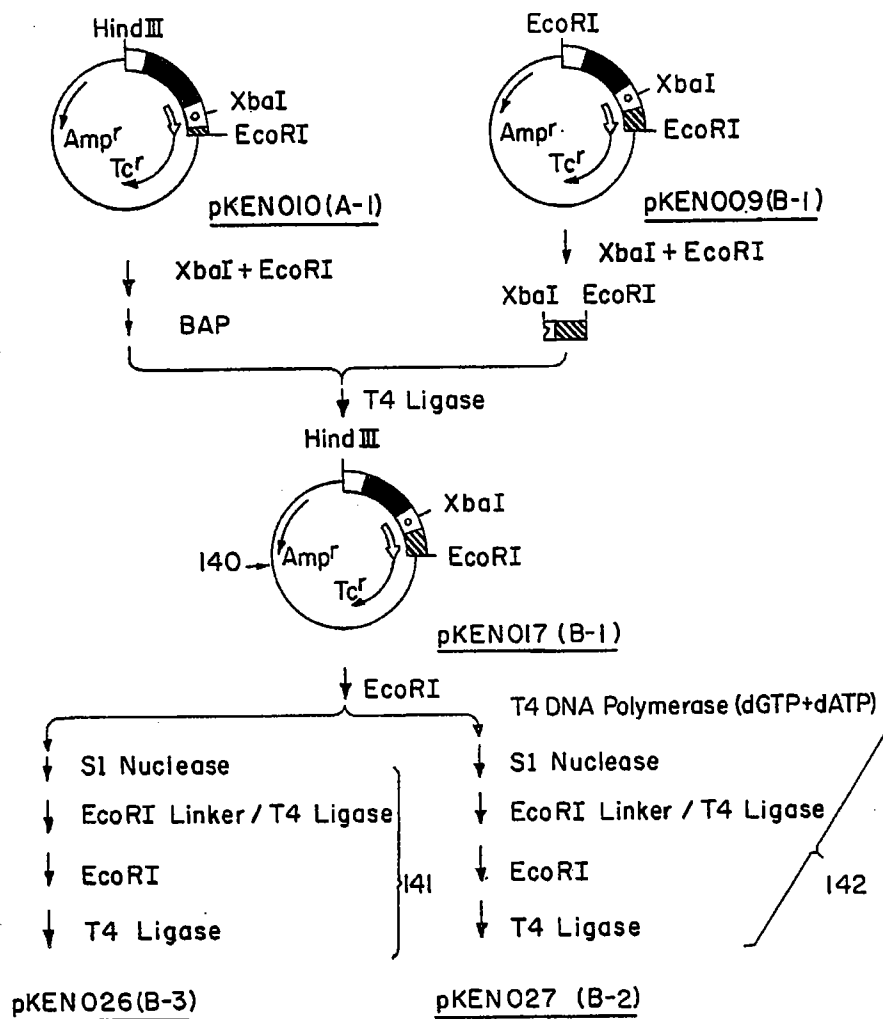 HindIII
XbaI
EcoRI
Ampʳ
Tcʳ
pKEN010(A-1)
EcoRI
XbaI
EcoRI
Ampʳ.
Tcʳ
pKEN009(B-1)
XbaI + EcoRI
BAP
XbaI + EcoRI
XbaI EcoRI
T4 Ligase
HindIII
XbaI
EcoRI
140
Ampʳ
Tcʳ
pKEN017 (B-1)
EcoRI
S1 Nuclease
EcoRI Linker / T4 Ligase
EcoRI
T4 Ligase
141
pKEN026(B-3)
T4 DNA Polymerase (dGTP+dATP)
S1 Nuclease
EcoRI Linker / T4 Ligase
EcoRI
T4 Ligase
142
pKEN027 (B-2)